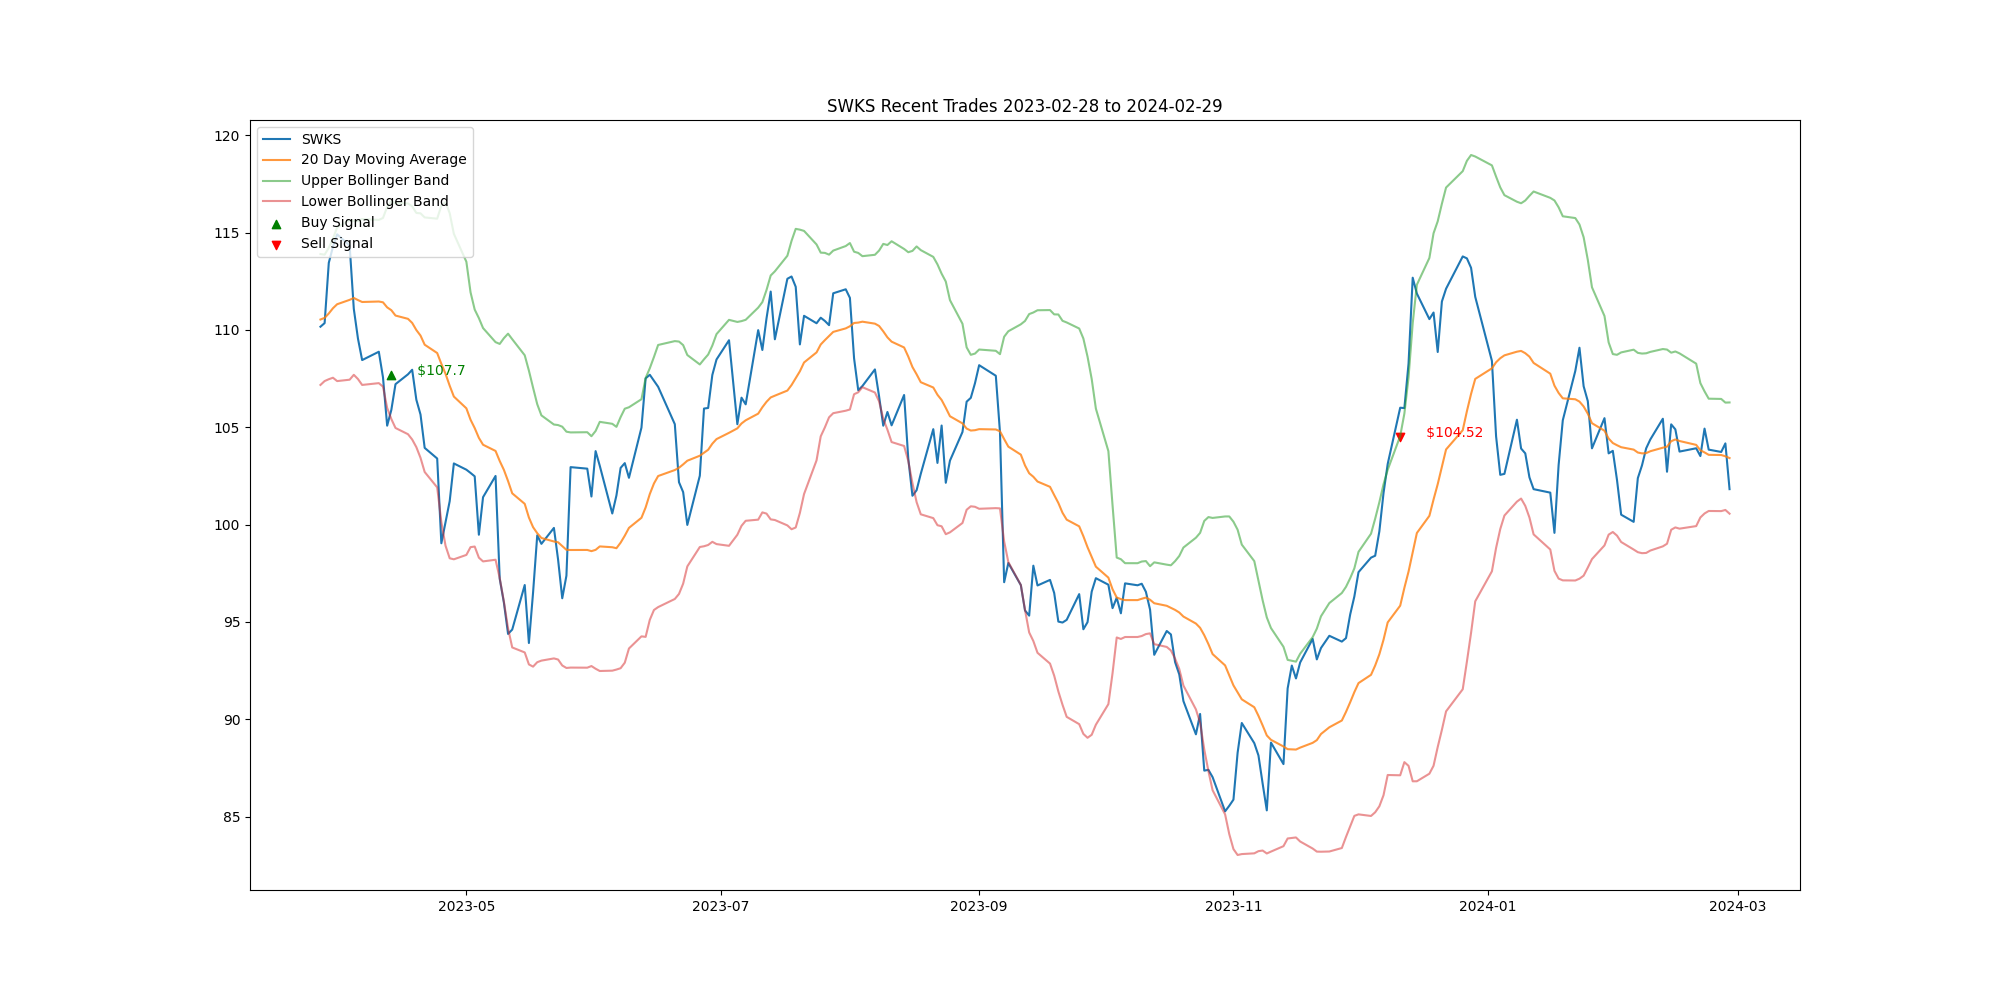 SWKS Recent Trades 2023-02-28 to 2024-02-29
120
115
110
105
100
95
90
85
SWKS
20 Day Moving Average
Upper Bollinger Band
Lower Bollinger Band
Buy Signal
Sell Signal
$107.7
$104.52
2023-05
2023-07
2023-09
2023-11
2024-01
2024-03